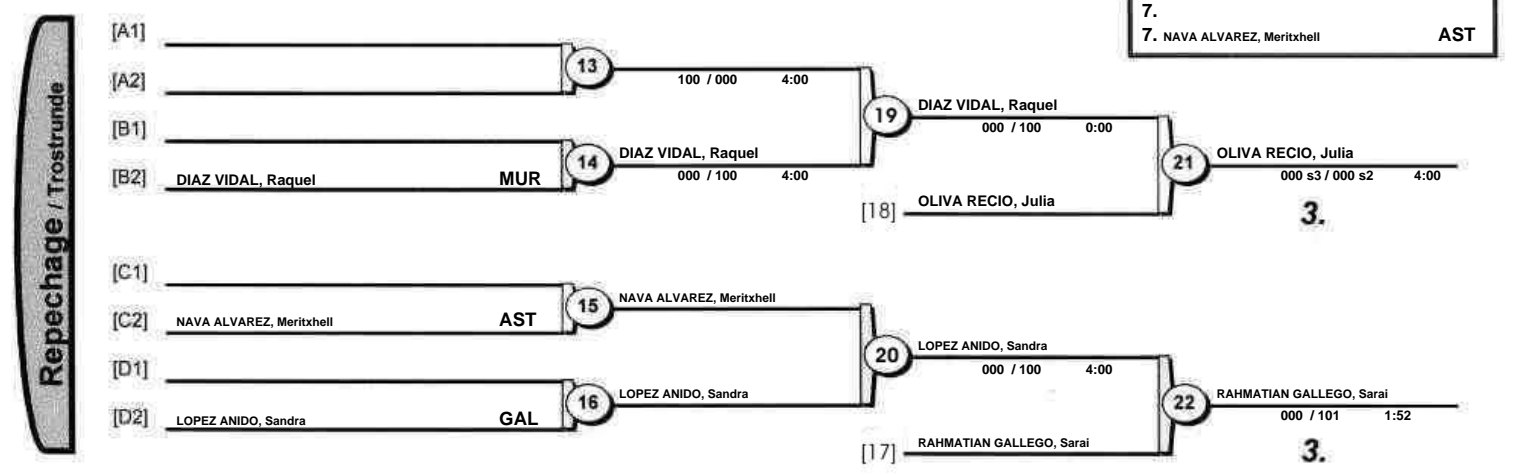 7.
7. NAVA ALVAREZ, Meritxhell AST
Repechage / Trostrunde
[A1]
13
[A2]
100 / 000 4:00
19
DIAZ VIDAL, Raquel
000 / 100 0:00
[B1]
14
DIAZ VIDAL, Raquel
000 / 100 4:00
[B2] DIAZ VIDAL, Raquel MUR
21
OLIVA RECIO, Julia
000 s3 / 000 s2 4:00
[18] OLIVA RECIO, Julia
3.
[C1]
15
NAVA ALVAREZ, Meritxhell
[C2] NAVA ALVAREZ, Meritxhell AST
20
LOPEZ ANIDO, Sandra
000 / 100 4:00
[D1]
16
LOPEZ ANIDO, Sandra
[D2] LOPEZ ANIDO, Sandra GAL
22
RAHMATIAN GALLEGO, Sarai
000 / 101 1:52
[17] RAHMATIAN GALLEGO, Sarai
3.